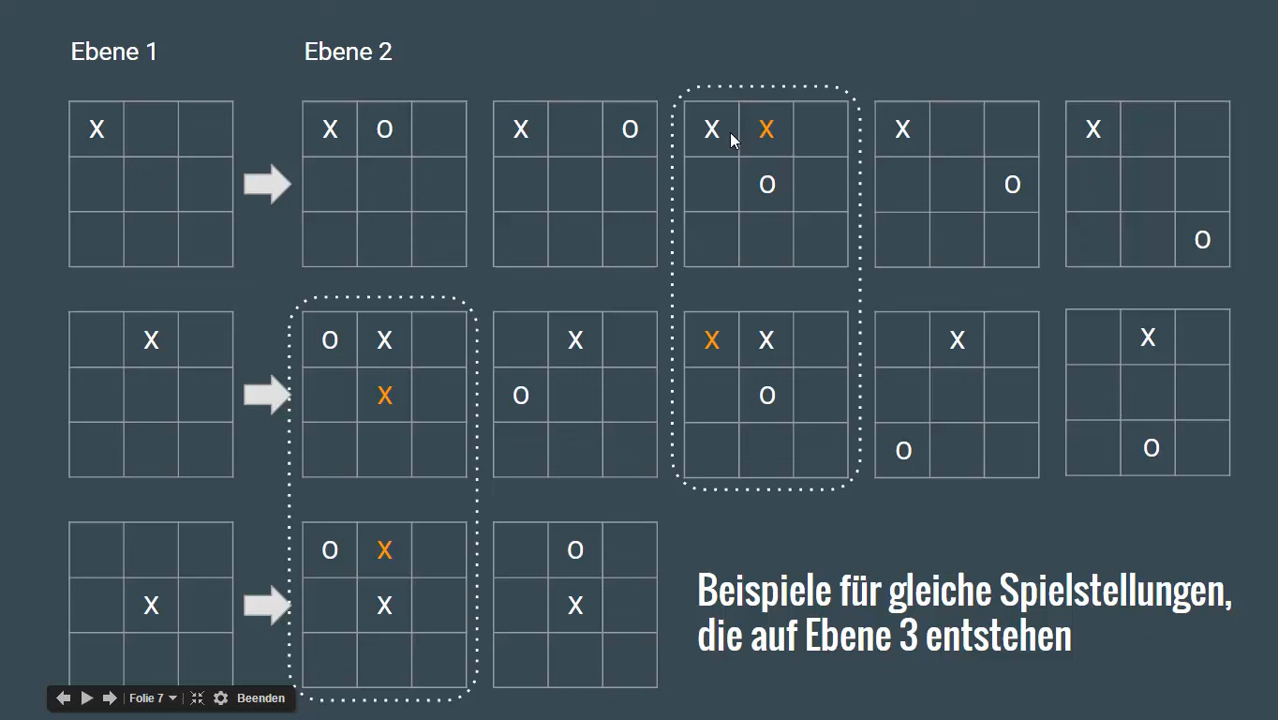 Ebene 1 Ebene 2
X X O X O X X X X
O O
O
X O X X X X X X
X O O
O O
O X O
X X X
Beispiele für gleiche Spielstellungen,
die auf Ebene 3 entstehen
Folie 7 Beenden